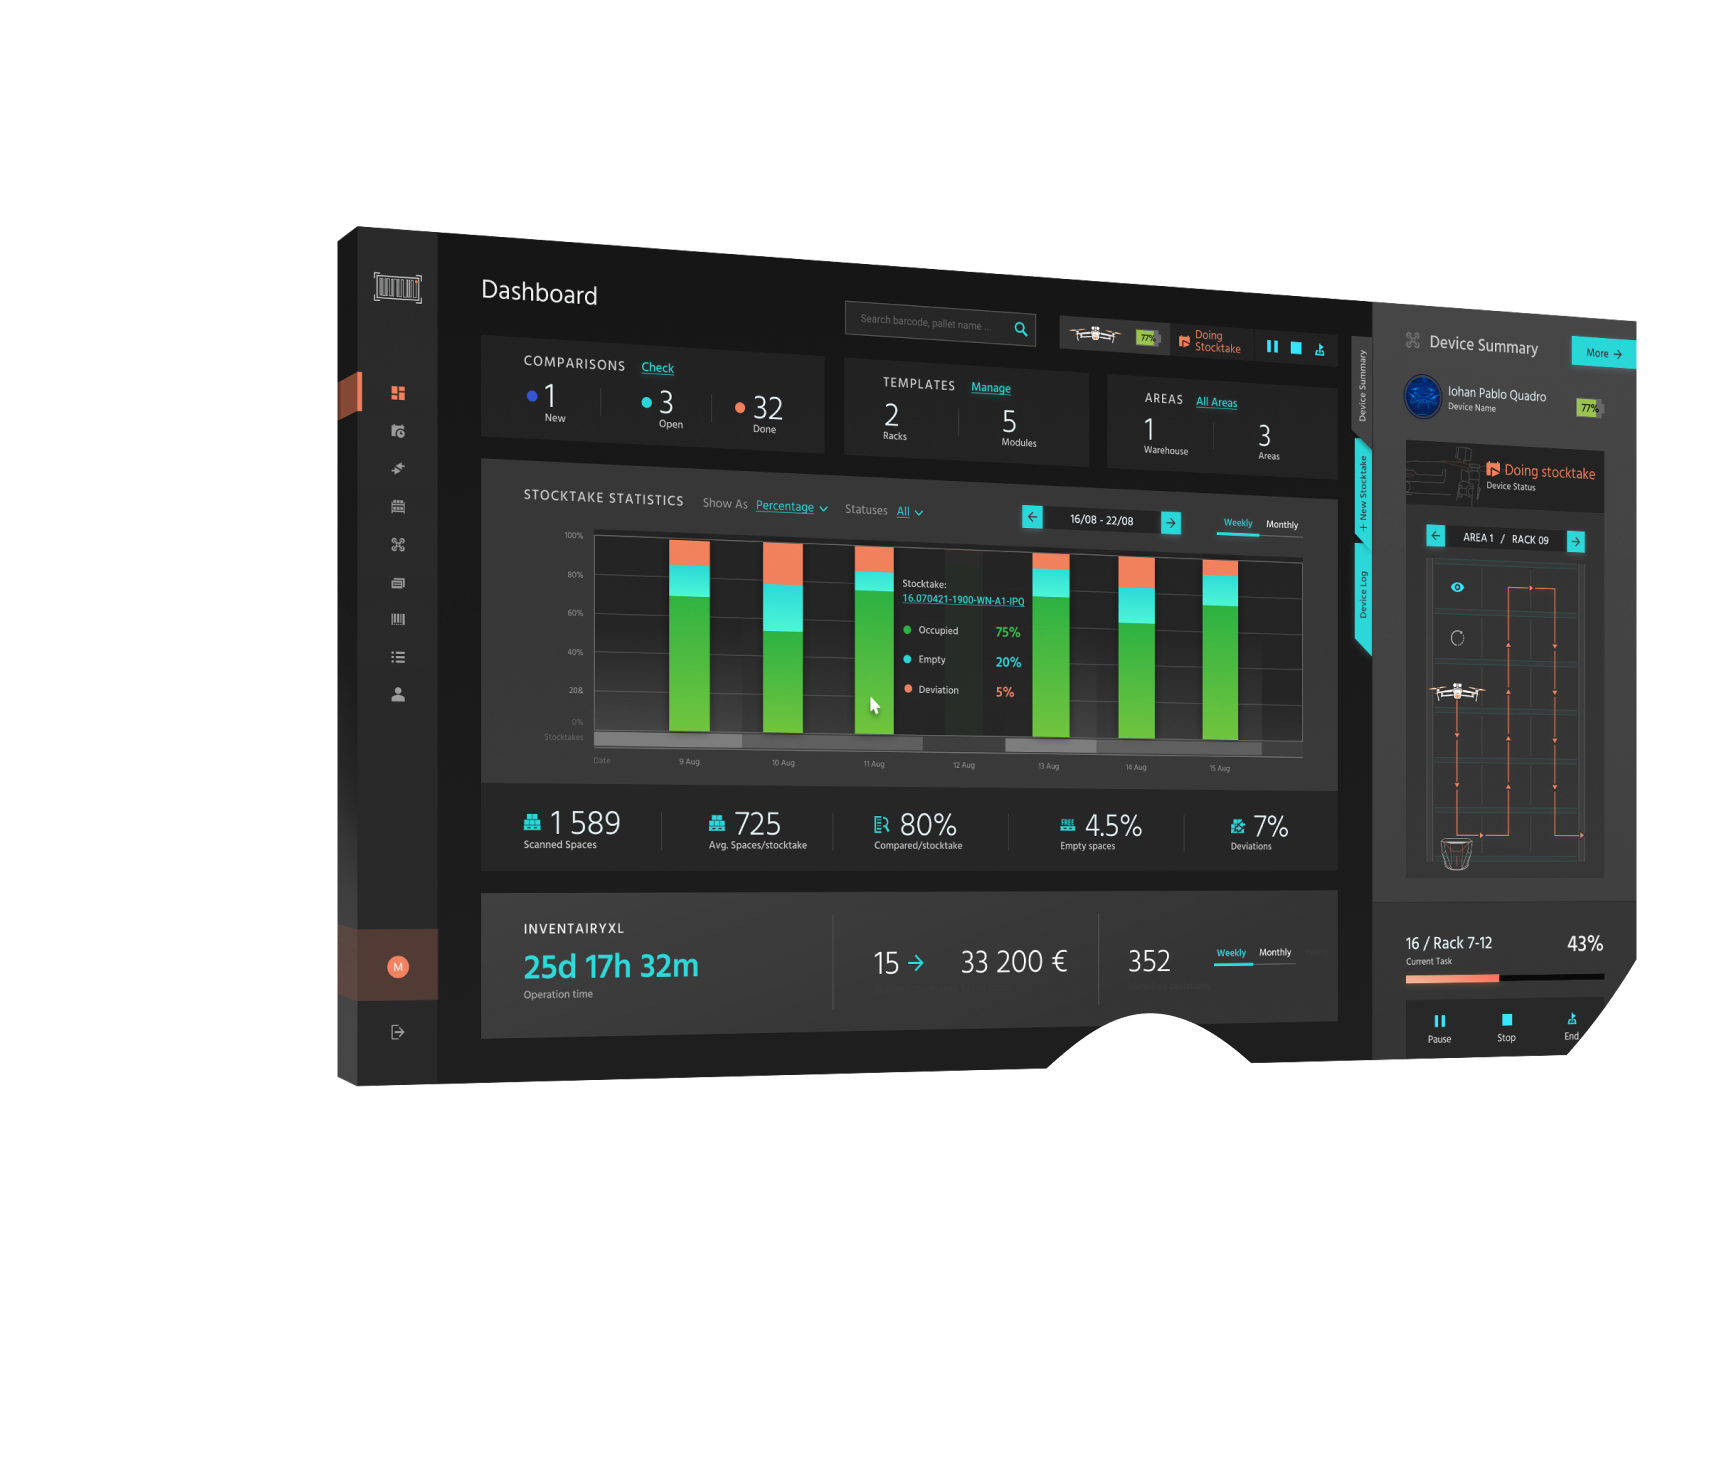 Dashboard
Search barcode, pallet name ...
77%
Doing
Stocktake
COMPARISONS Check
1
New
3
Open
32
Done
TEMPLATES Manage
2
Racks
5
Modules
AREAS All Areas
1
Warehouse
3
Areas
STOCKTAKE STATISTICS Show As Percentage Statuses All
16/08 - 22/08
Weekly Monthly
100%
80%
60%
40%
20&
0%
Stocktakes
Date
9 Aug
10 Aug
11 Aug
12 Aug
13 Aug
14 Aug
15 Aug
Stocktake:
16.070421-1900-WN-A1-IPQ
Occupied 75%
Empty 20%
Deviation 5%
1 589
Scanned Spaces
725
Avg. Spaces/stocktake
80%
Compared/stocktake
FREE
4.5%
Empty spaces
7%
Deviations
INVENTAIRYXL
25d 17h 32m
Operation time
15 → 33 200 €
352
Weekly Monthly
M
Device Summary
+ New Stocktake
Device Log
Device Summary
More →
Iohan Pablo Quadro
Device Name
77%
Doing stocktake
Device Status
AREA 1 / RACK 09
16 / Rack 7-12
Current Task
43%
Pause
Stop
End